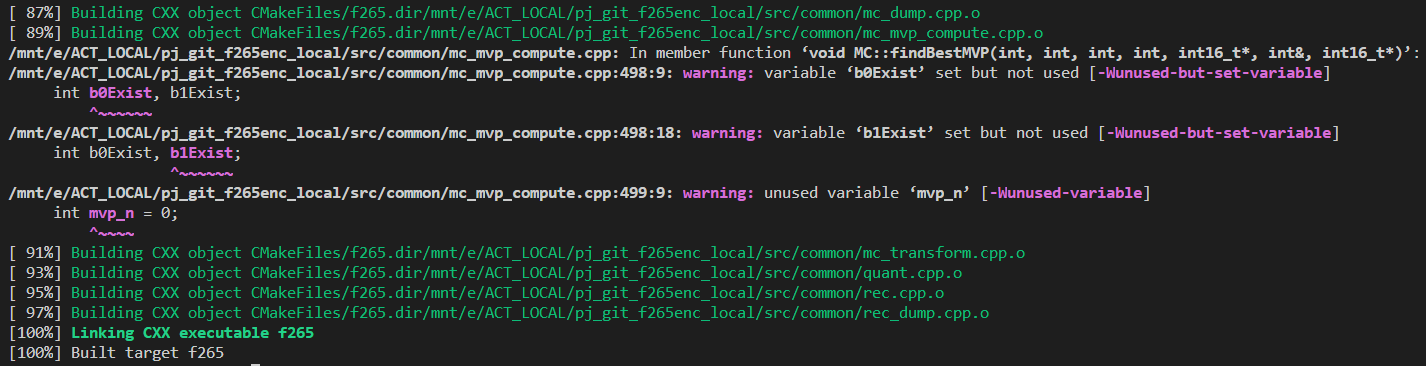 [ 87%] Building CXX object CMakeFiles/f265.dir/mnt/e/ACT_LOCAL/pj_git_f265enc_local/src/common/mc_dump.cpp.o
[ 89%] Building CXX object CMakeFiles/f265.dir/mnt/e/ACT_LOCAL/pj_git_f265enc_local/src/common/mc_mvp_compute.cpp.o
/mnt/e/ACT_LOCAL/pj_git_f265enc_local/src/common/mc_mvp_compute.cpp: In member function ‘void MC::findBestMVP(int, int, int, int, int16_t*, int&, int16_t*)’:
/mnt/e/ACT_LOCAL/pj_git_f265enc_local/src/common/mc_mvp_compute.cpp:498:9: warning: variable ‘b0Exist’ set but not used [-Wunused-but-set-variable]
     int b0Exist, b1Exist;
         ^~~~~~~
/mnt/e/ACT_LOCAL/pj_git_f265enc_local/src/common/mc_mvp_compute.cpp:498:18: warning: variable ‘b1Exist’ set but not used [-Wunused-but-set-variable]
     int b0Exist, b1Exist;
                  ^~~~~~~
/mnt/e/ACT_LOCAL/pj_git_f265enc_local/src/common/mc_mvp_compute.cpp:499:9: warning: unused variable ‘mvp_n’ [-Wunused-variable]
     int mvp_n = 0;
         ^~~~~
[ 91%] Building CXX object CMakeFiles/f265.dir/mnt/e/ACT_LOCAL/pj_git_f265enc_local/src/common/mc_transform.cpp.o
[ 93%] Building CXX object CMakeFiles/f265.dir/mnt/e/ACT_LOCAL/pj_git_f265enc_local/src/common/quant.cpp.o
[ 95%] Building CXX object CMakeFiles/f265.dir/mnt/e/ACT_LOCAL/pj_git_f265enc_local/src/common/rec.cpp.o
[ 97%] Building CXX object CMakeFiles/f265.dir/mnt/e/ACT_LOCAL/pj_git_f265enc_local/src/common/rec_dump.cpp.o
[100%] Linking CXX executable f265
[100%] Built target f265